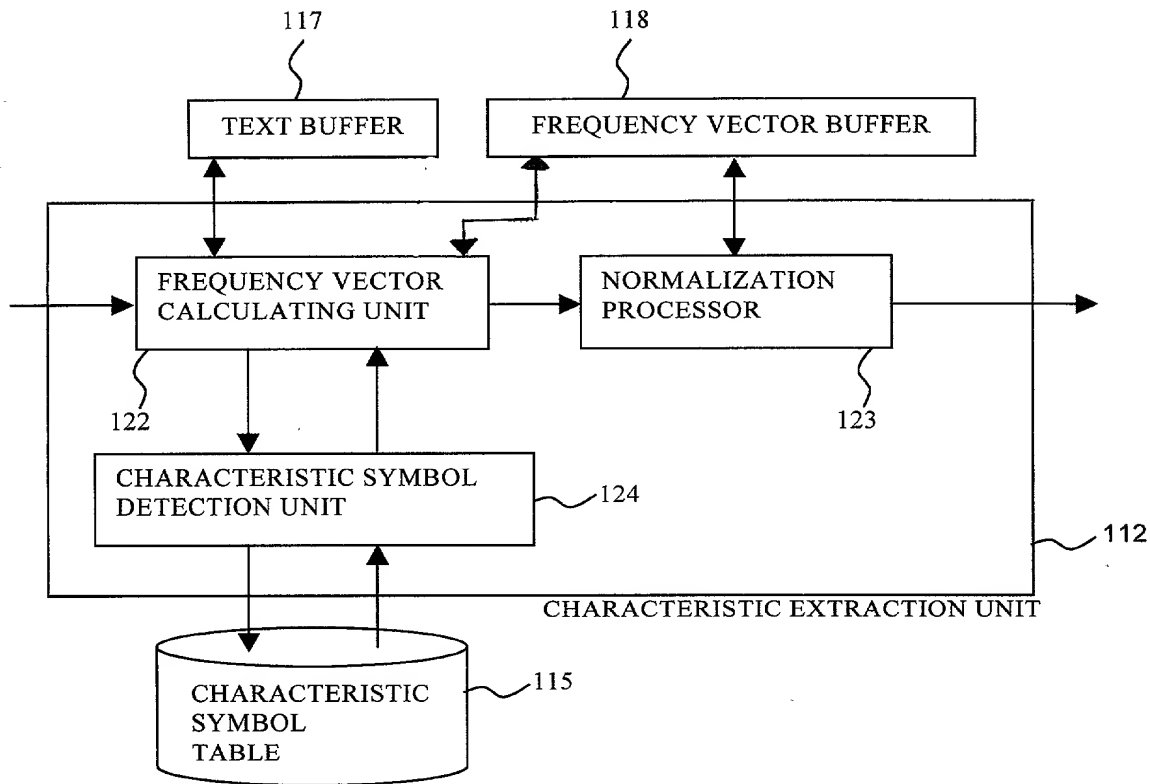 117
118
TEXT BUFFER
FREQUENCY VECTOR BUFFER
FREQUENCY VECTOR
CALCULATING UNIT
NORMALIZATION
PROCESSOR
122
123
CHARACTERISTIC SYMBOL
DETECTION UNIT
124
112
CHARACTERISTIC EXTRACTION UNIT
CHARACTERISTIC
SYMBOL
TABLE
115